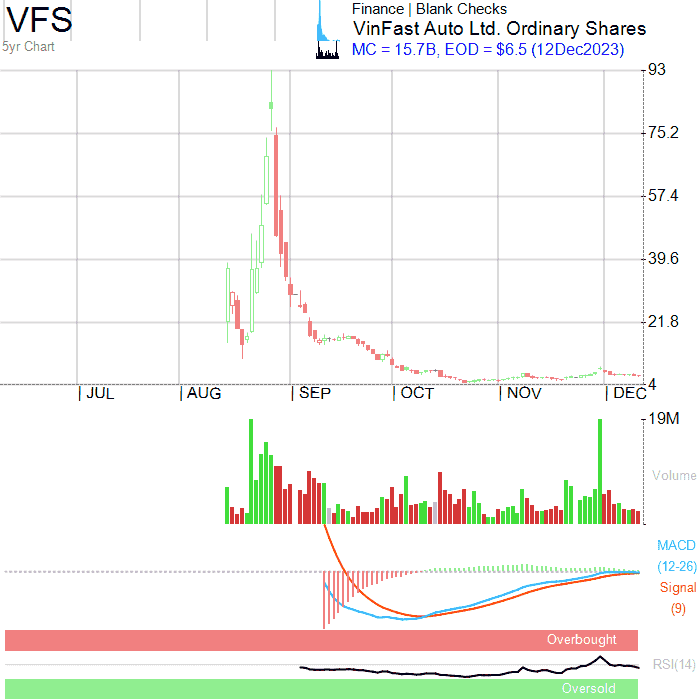 VFS
5yr Chart
Finance | Blank Checks
VinFast Auto Ltd. Ordinary Shares
MC = 15.7B, EOD = $6.5 (12Dec2023)
93
75.2
57.4
39.6
21.8
4
| JUL | AUG | SEP | OCT | NOV | DEC
19M
Volume
MACD
(12-26)
Signal
(9)
Overbought
RSI(14)
Oversold